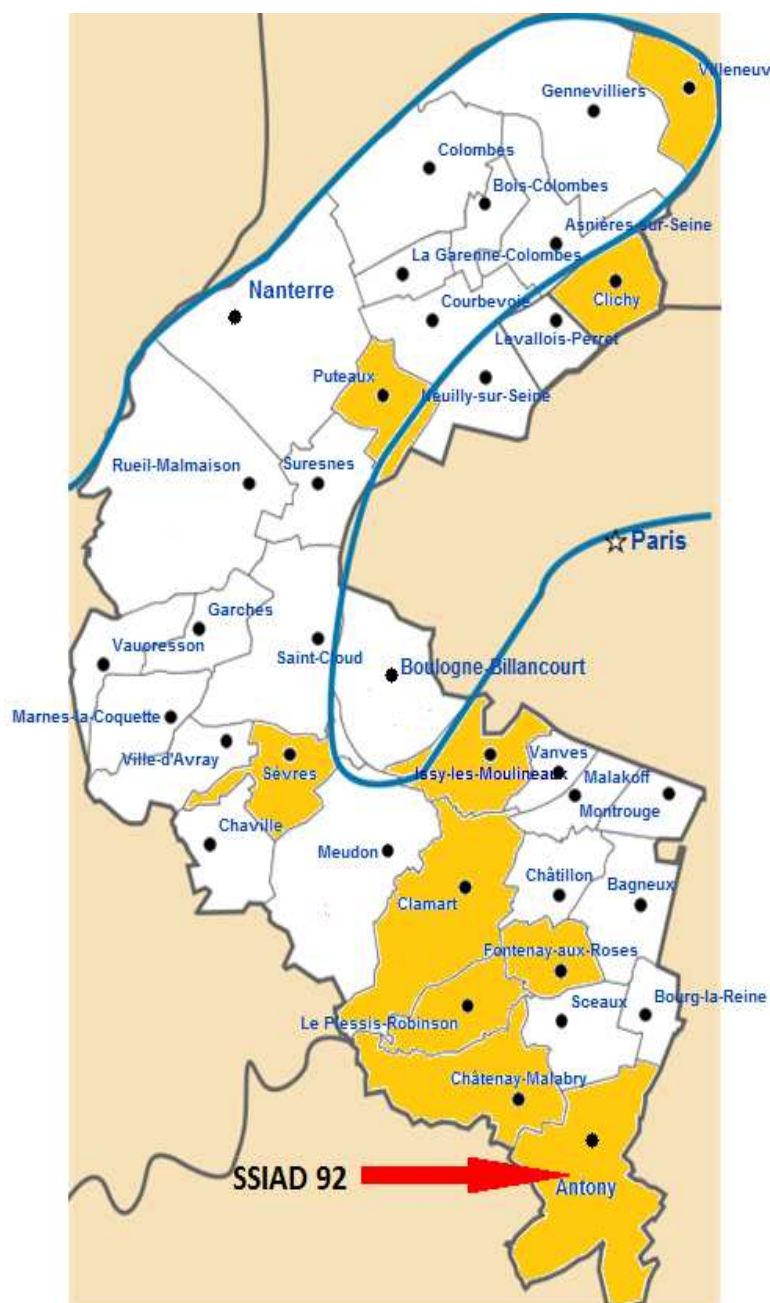 Villeneuv
Gennevilliers
Colombes
Bois-Colombes
Asnières-sur-Seine
La Garenne-Colombes
Clichy
Nanterre
Courbevoie
Levallois-Perret
Puteaux
Neuilly-sur-Seine
Rueil-Malmaison
Suresnes
Paris
Garches
Vaucresson
Saint-Cloud
Boulogne-Billancourt
Marnes-la-Coquette
Ville-d'Avray
Sèvres
Issy-les-Moulineaux
Vanves
Malakoff
Montrouge
Chaville
Meudon
Châtillon
Bagneux
Clamart
Fontenay-aux-Roses
Le Plessis-Robinson
Sceaux
Bourg-la-Reine
Châtenay-Malabry
SSIAD 92
Antony